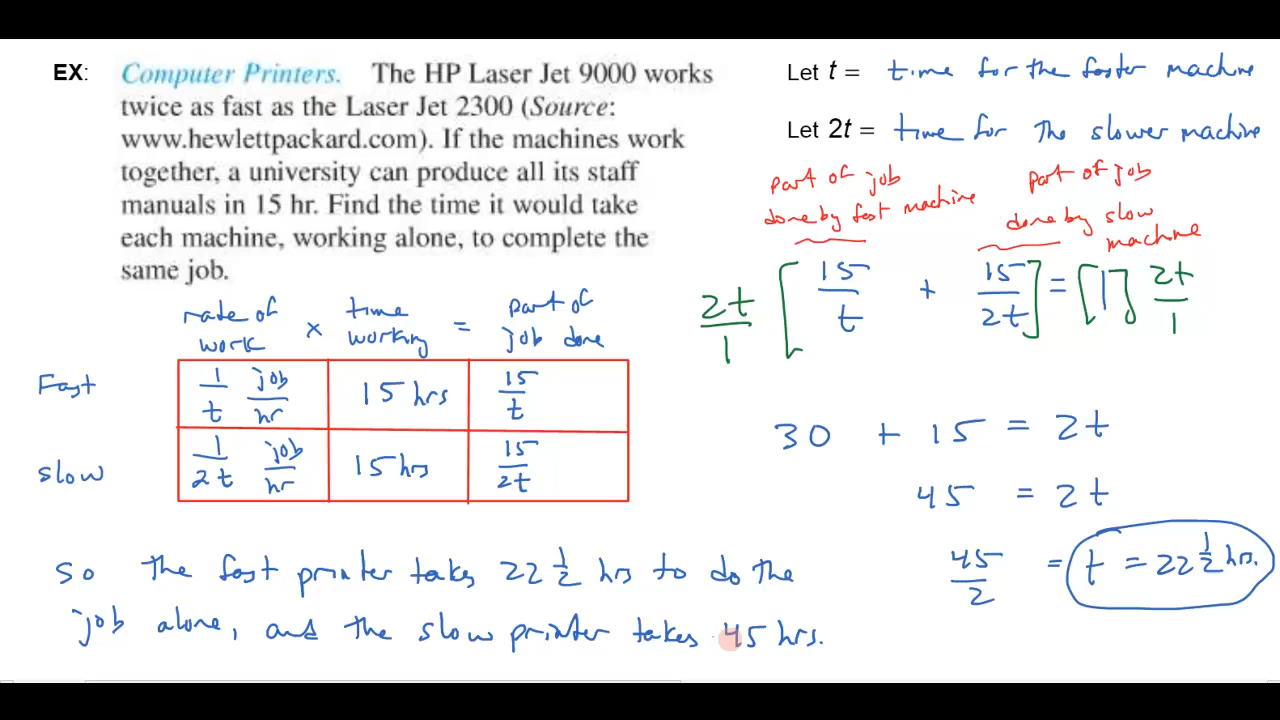 EX: Computer Printers. The HP Laser Jet 9000 works
twice as fast as the Laser Jet 2300 (Source:
www.hewlettpackard.com). If the machines work
together, a university can produce all its staff
manuals in 15 hr. Find the time it would take
each machine, working alone, to complete the
same job.
Let t = time for the faster machine
Let 2t = time for the slower machine
part of job
done by fast machine
part of job
done by slow
machine
2t/1 [ 15/t + 15/2t ] = [1] 2t/1
30 + 15 = 2t
45 = 2t
45/2 = t = 22 1/2 hrs.
rate of work × time working = part of job done
Fast 1/t job/hr 15 hrs 15/t
slow 1/2t job/hr 15 hrs 15/2t
So the fast printer takes 22 1/2 hrs to do the
job alone, and the slow printer takes 45 hrs.